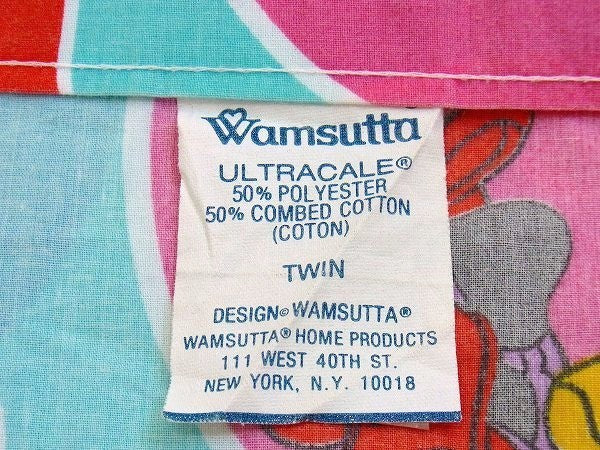 Wamsutta
ULTRACALE®
50% POLYESTER
50% COMBED COTTON
(COTON)
TWIN
DESIGN© WAMSUTTA®
WAMSUTTA® HOME PRODUCTS
111 WEST 40TH ST.
NEW YORK, N.Y. 10018